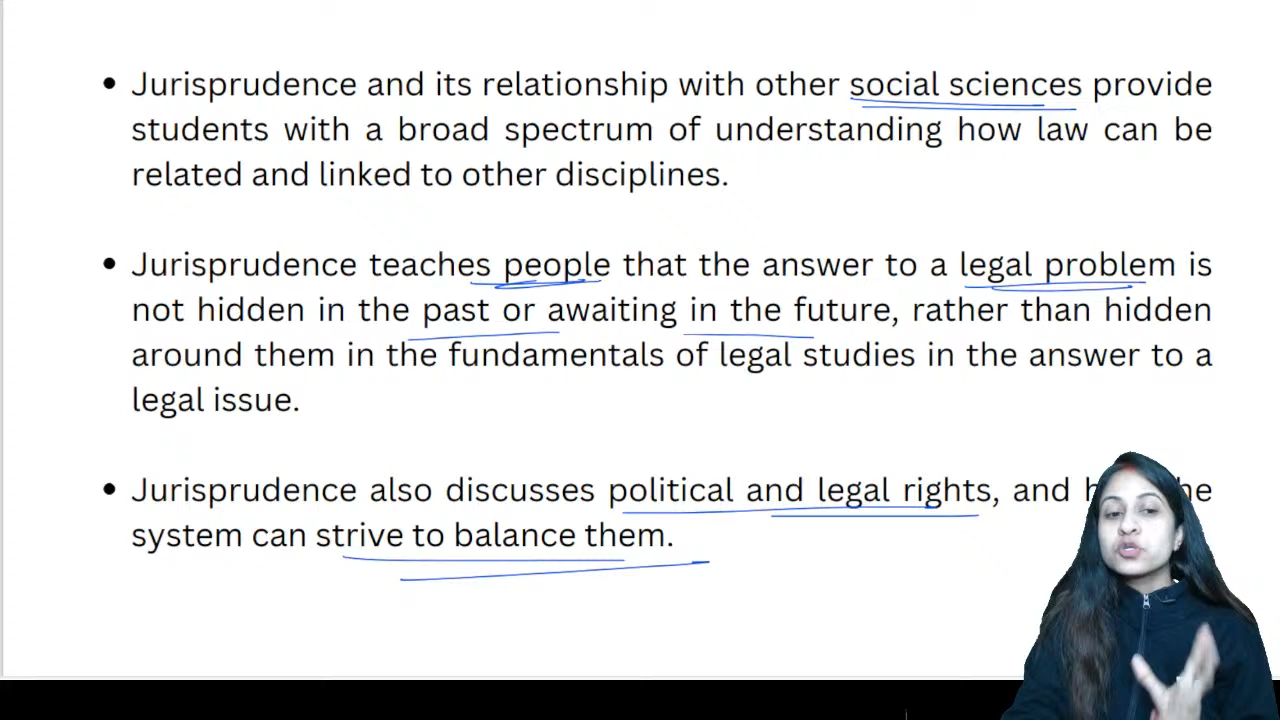 • Jurisprudence and its relationship with other social sciences provide
students with a broad spectrum of understanding how law can be
related and linked to other disciplines.
• Jurisprudence teaches people that the answer to a legal problem is
not hidden in the past or awaiting in the future, rather than hidden
around them in the fundamentals of legal studies in the answer to a
legal issue.
• Jurisprudence also discusses political and legal rights, and
system can strive to balance them.